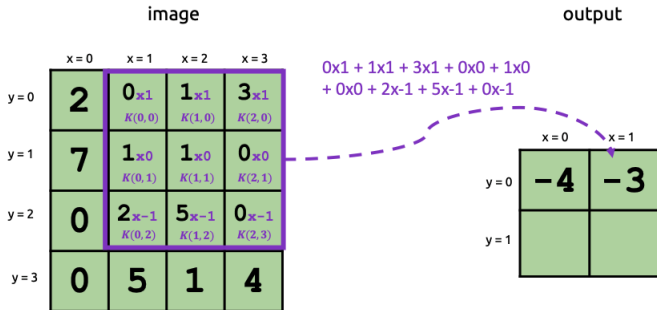 image
output
x = 0 x = 1 x = 2 x = 3
0x1 + 1x1 + 3x1 + 0x0 + 1x0
+ 0x0 + 2x-1 + 5x-1 + 0x-1
y = 0 2 0x1 1x1 3x1
K(0,0) K(1,0) K(2,0)
y = 1 7 1x0 1x0 0x0
K(0,1) K(1,1) K(2,1)
y = 2 0 2x-1 5x-1 0x-1
K(0,2) K(1,2) K(2,3)
y = 3 0 5 1 4
x = 0 x = 1
y = 0 -4 -3
y = 1